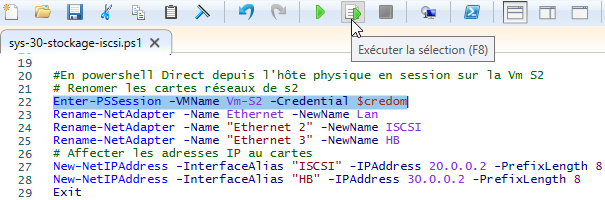 sys-30-stockage-iscsi.ps1 X
Exécuter la sélection (F8)
19
20 #En powershell Direct depuis l'hôte physique en session sur la Vm S2
21 # Renomer les cartes réseaux de s2
22 Enter-PSSession -VMName Vm-S2 -Credential $credom
23 Rename-NetAdapter -Name Ethernet -NewName Lan
24 Rename-NetAdapter -Name "Ethernet 2" -NewName ISCSI
25 Rename-NetAdapter -Name "Ethernet 3" -NewName HB
26 # Affecter les adresses IP au cartes
27 New-NetIPAddress -InterfaceAlias "ISCSI" -IPAddress 20.0.0.2 -PrefixLength 8
28 New-NetIPAddress -InterfaceAlias "HB" -IPAddress 30.0.0.2 -PrefixLength 8
29 Exit